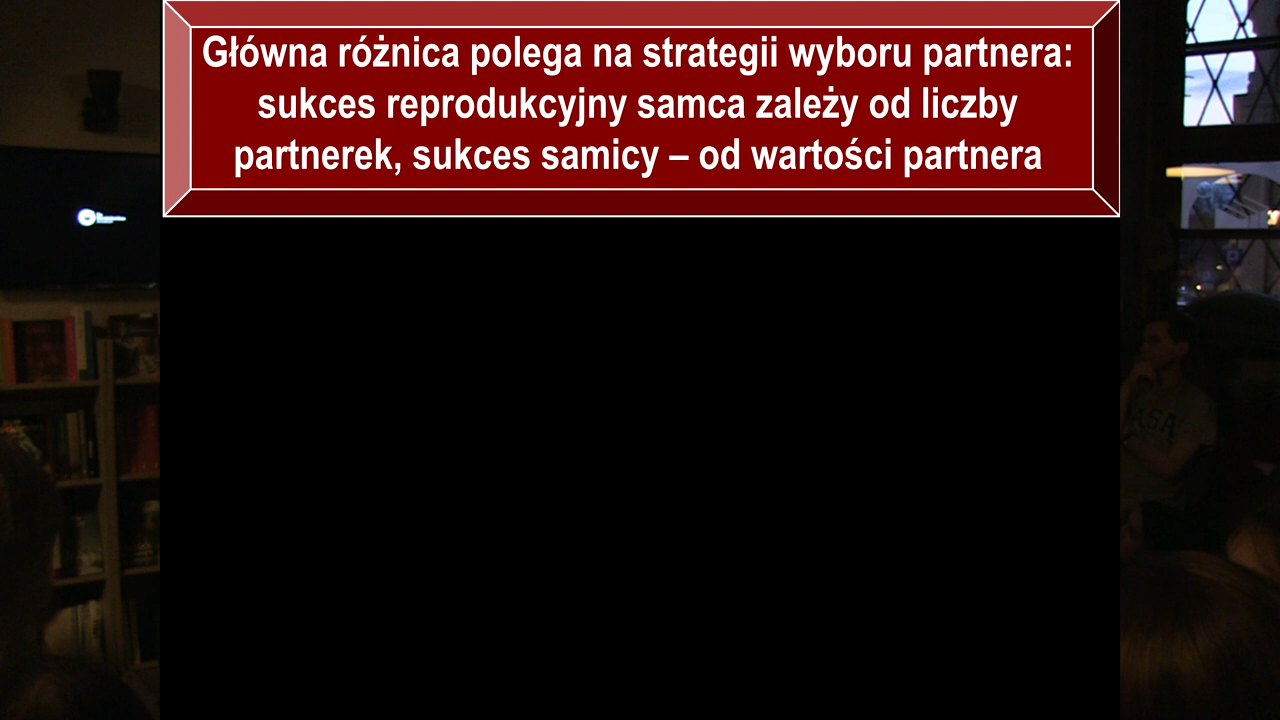 Główna różnica polega na strategii wyboru partnera:
sukces reprodukcyjny samca zależy od liczby
partnerek, sukces samicy – od wartości partnera
ASA